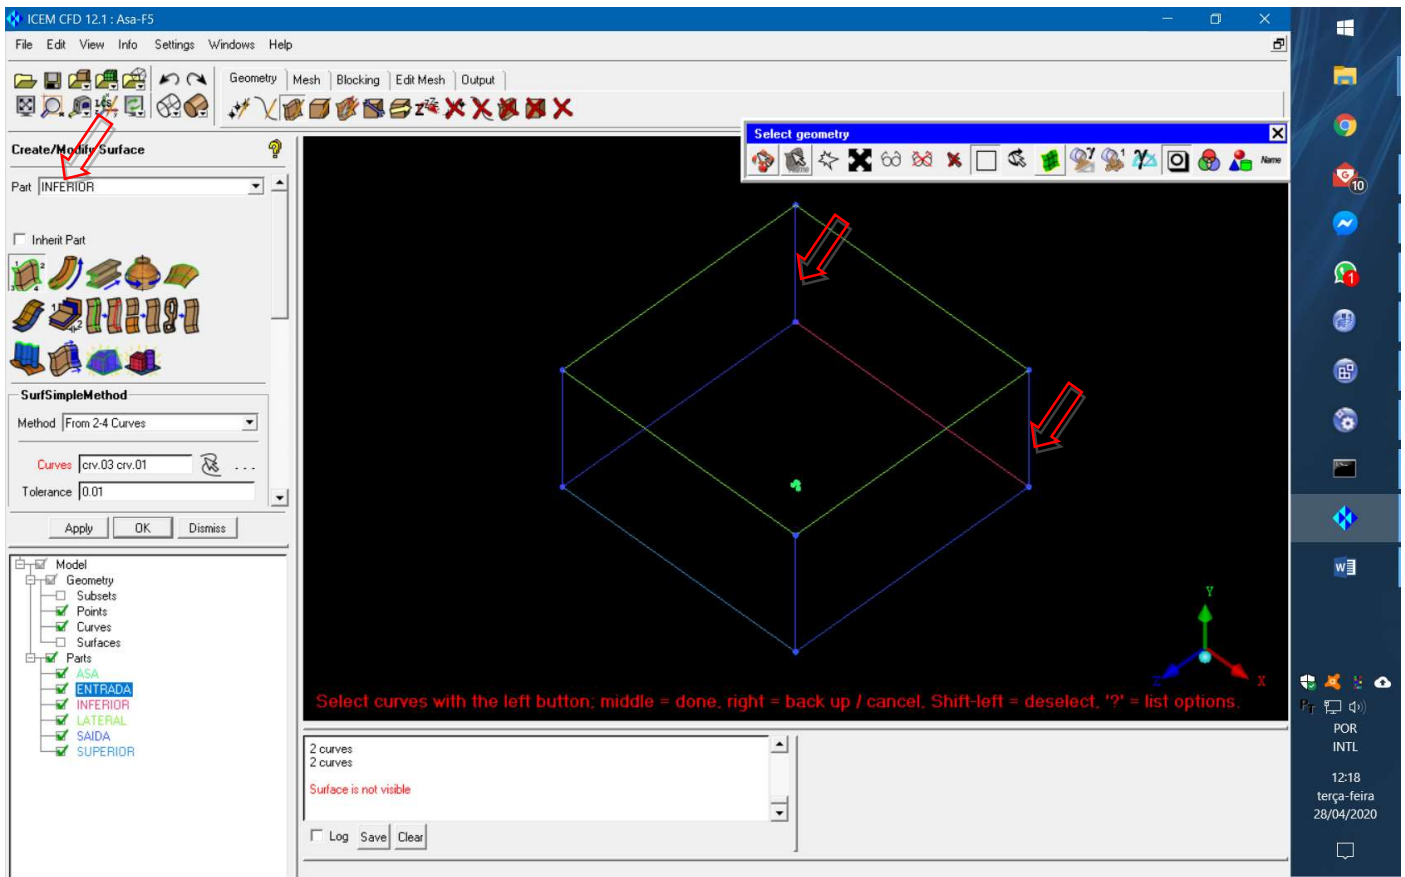 ICEM CFD 12.1 : Asa-F5
File Edit View Info Settings Windows Help
Geometry Mesh Blocking Edit Mesh Output
Select geometry
Name
Create/Modify Surface
Part INFERIOR
Inherit Part
SurfSimpleMethod
Method From 2-4 Curves
Curves crv.03 crv.01
Tolerance 0.01
Apply OK Dismiss
Model
Geometry
Subsets
Points
Curves
Surfaces
Parts
ASA
ENTRADA
INFERIOR
LATERAL
SAIDA
SUPERIOR
Y
Z
X
Select curves with the left button; middle = done, right = back up / cancel, Shift-left = deselect, '?' = list options.
2 curves
2 curves
Surface is not visible
Log Save Clear
10
1
POR
INTL
12:18
terça-feira
28/04/2020